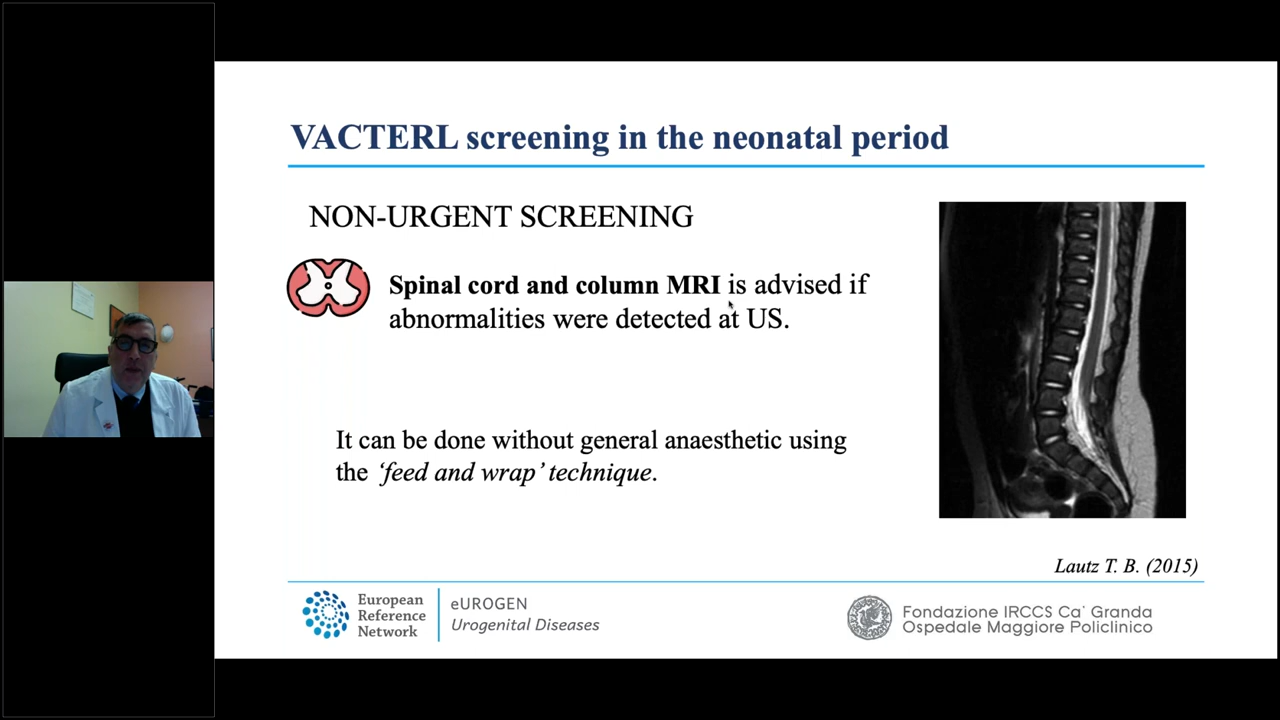 VACTERL screening in the neonatal period
NON-URGENT SCREENING
Spinal cord and column MRI is advised if
abnormalities were detected at US.
It can be done without general anaesthetic using
the ‘feed and wrap’ technique.
Lautz T. B. (2015)
European
Reference
Network
eUROGEN
Urogenital Diseases
Fondazione IRCCS Ca' Granda
Ospedale Maggiore Policlinico